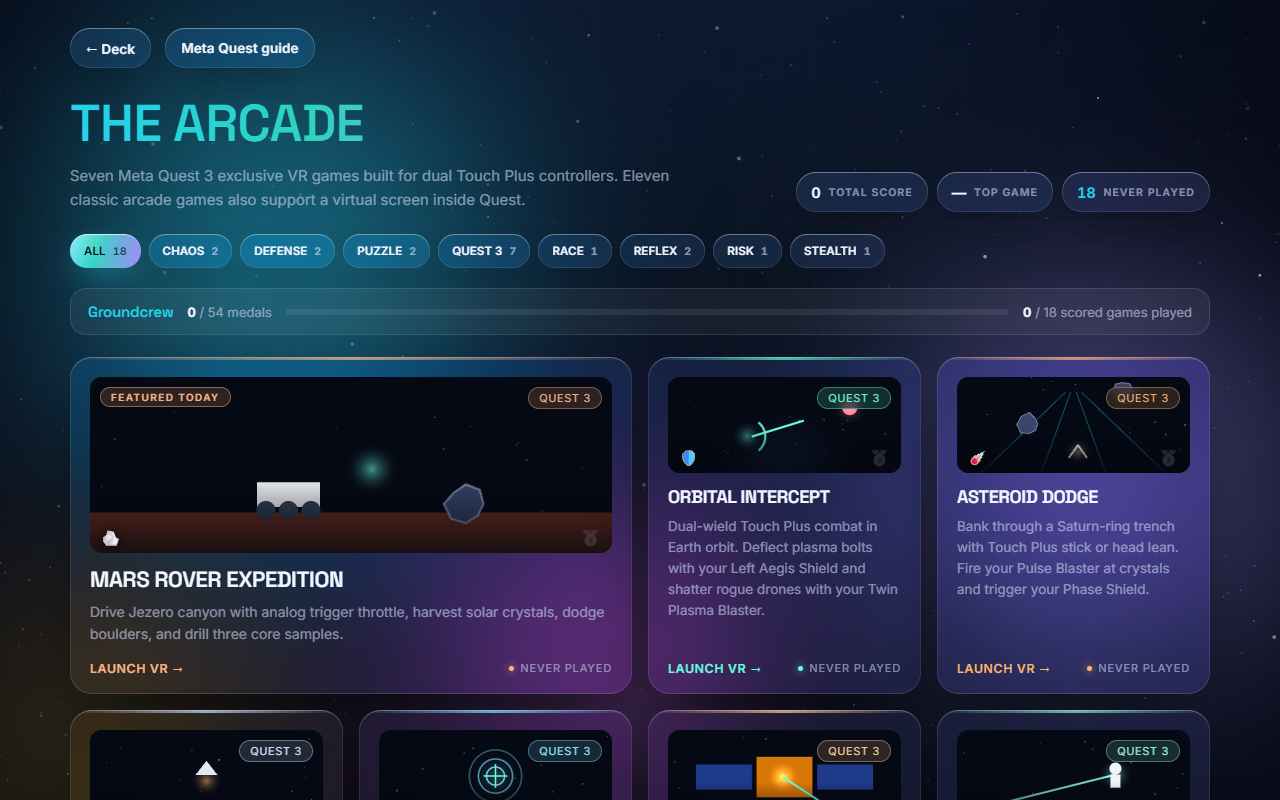 ← Deck
Meta Quest guide
THE ARCADE
Seven Meta Quest 3 exclusive VR games built for dual Touch Plus controllers. Eleven
classic arcade games also support a virtual screen inside Quest.
0 TOTAL SCORE
— TOP GAME
18 NEVER PLAYED
ALL 18
CHAOS 2
DEFENSE 2
PUZZLE 2
QUEST 3 7
RACE 1
REFLEX 2
RISK 1
STEALTH 1
Groundcrew 0 / 54 medals
0 / 18 scored games played
FEATURED TODAY
QUEST 3
MARS ROVER EXPEDITION
Drive Jezero canyon with analog trigger throttle, harvest solar crystals, dodge
boulders, and drill three core samples.
LAUNCH VR →
NEVER PLAYED
QUEST 3
ORBITAL INTERCEPT
Dual-wield Touch Plus combat in
Earth orbit. Deflect plasma bolts
with your Left Aegis Shield and
shatter rogue drones with your Twin
Plasma Blaster.
LAUNCH VR →
NEVER PLAYED
QUEST 3
ASTEROID DODGE
Bank through a Saturn-ring trench
with Touch Plus stick or head lean.
Fire your Pulse Blaster at crystals
and trigger your Phase Shield.
LAUNCH VR →
NEVER PLAYED
QUEST 3
QUEST 3
QUEST 3
QUEST 3